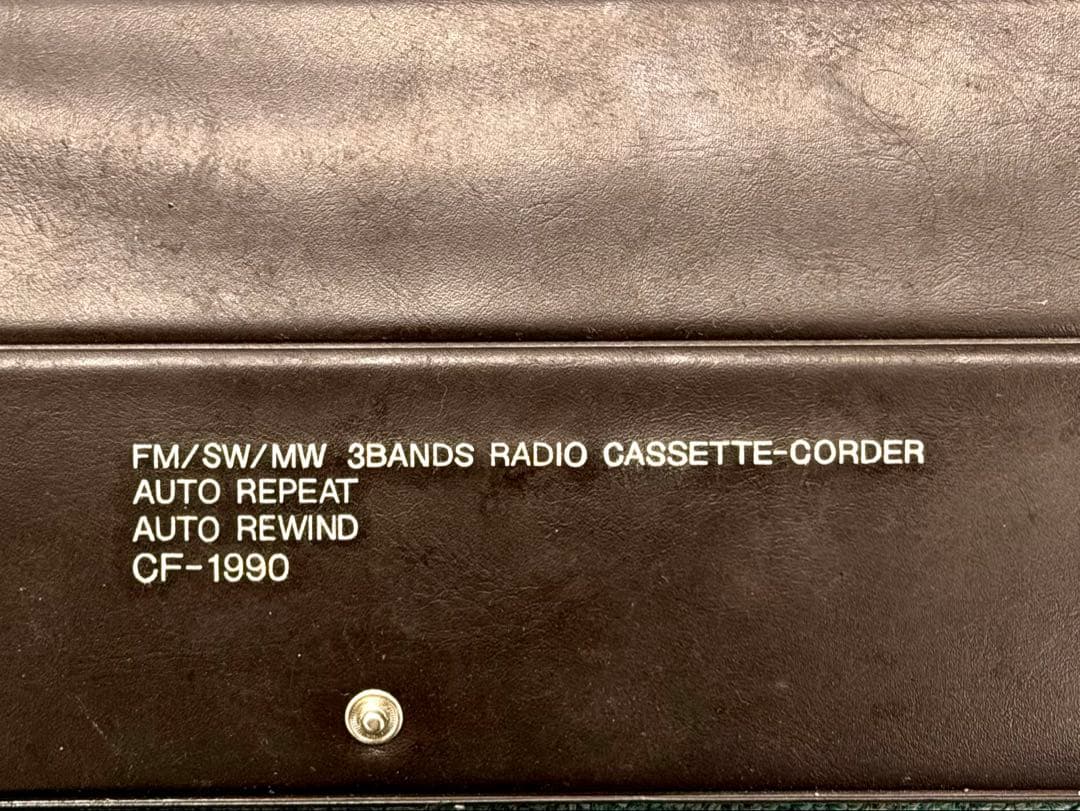 FM/SW/MW 3BANDS RADIO CASSETTE-CORDER
AUTO REPEAT
AUTO REWIND
CF-1990